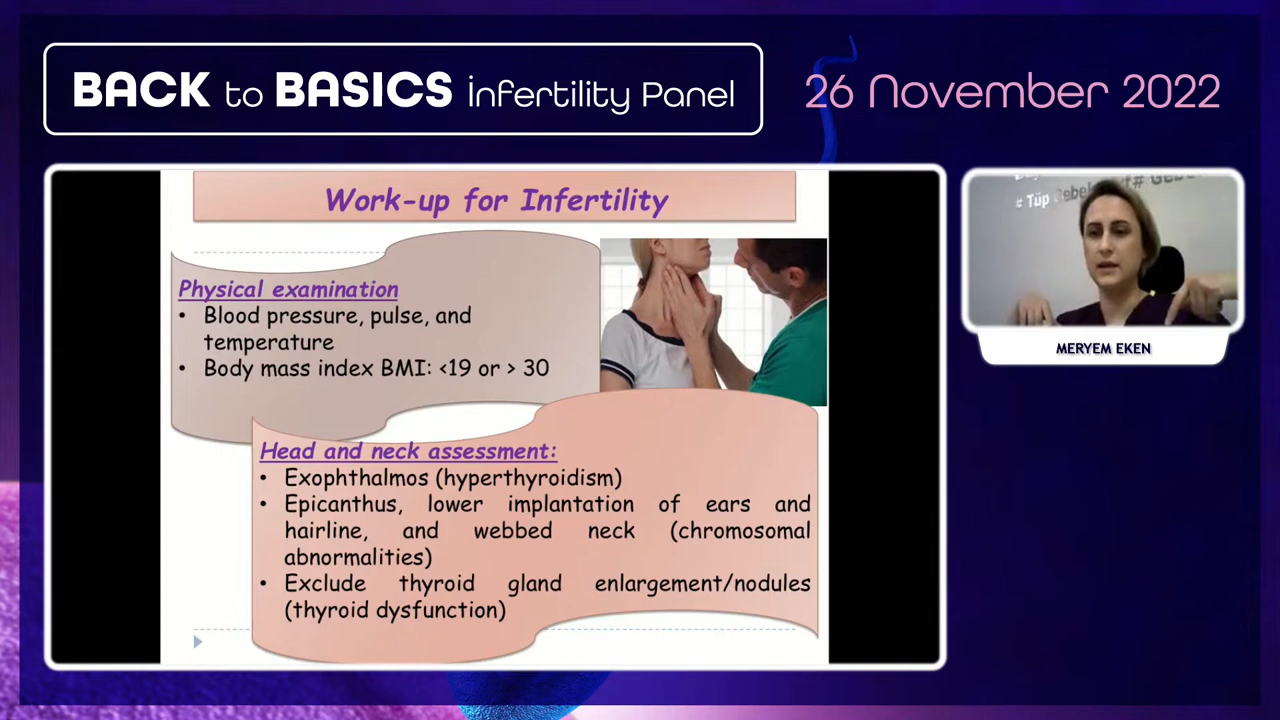 BACK to BASICS infertility Panel
26 November 2022
Work-up for Infertility
Physical examination
• Blood pressure, pulse, and
temperature
• Body mass index BMI: <19 or > 30
Head and neck assessment:
• Exophthalmos (hyperthyroidism)
• Epicanthus, lower implantation of ears and
hairline, and webbed neck (chromosomal
abnormalities)
• Exclude thyroid gland enlargement/nodules
(thyroid dysfunction)
# Tüp
MERYEM EKEN